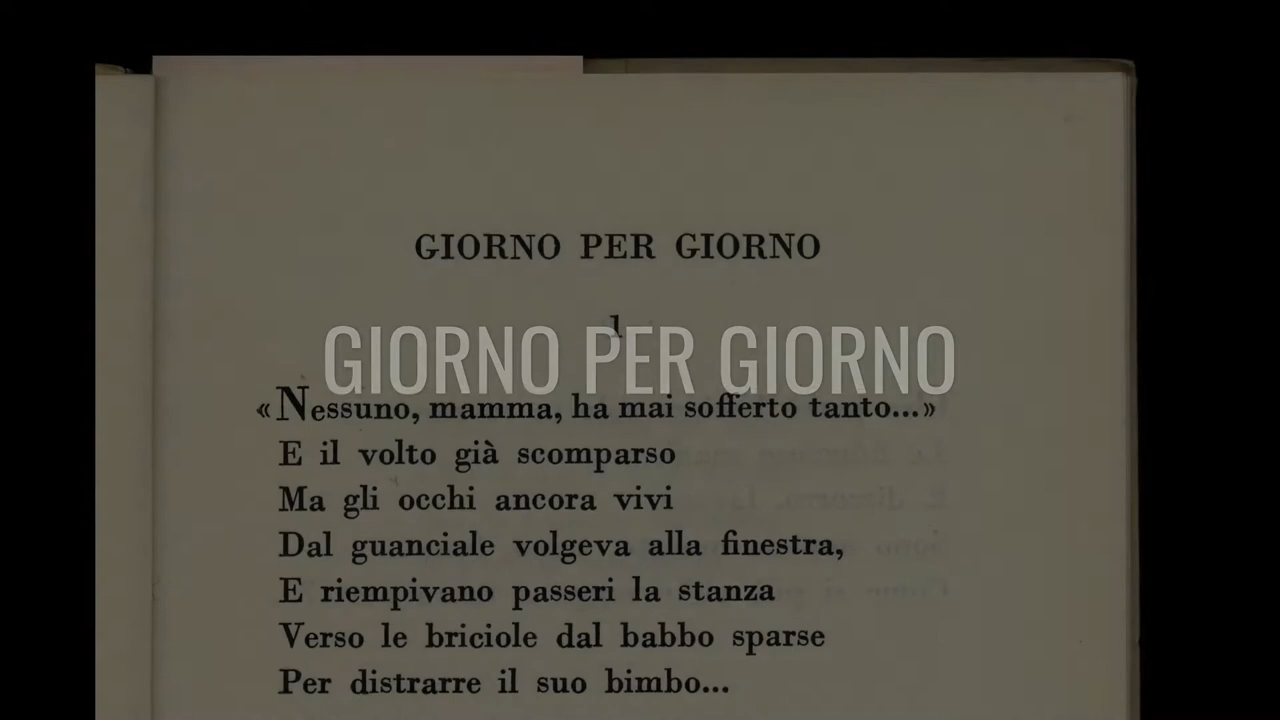 GIORNO PER GIORNO
1
GIORNO PER GIORNO
«Nessuno, mamma, ha mai sofferto tanto...»
E il volto già scomparso
Ma gli occhi ancora vivi
Dal guanciale volgeva alla finestra,
E riempivano passeri la stanza
Verso le briciole dal babbo sparse
Per distrarre il suo bimbo...